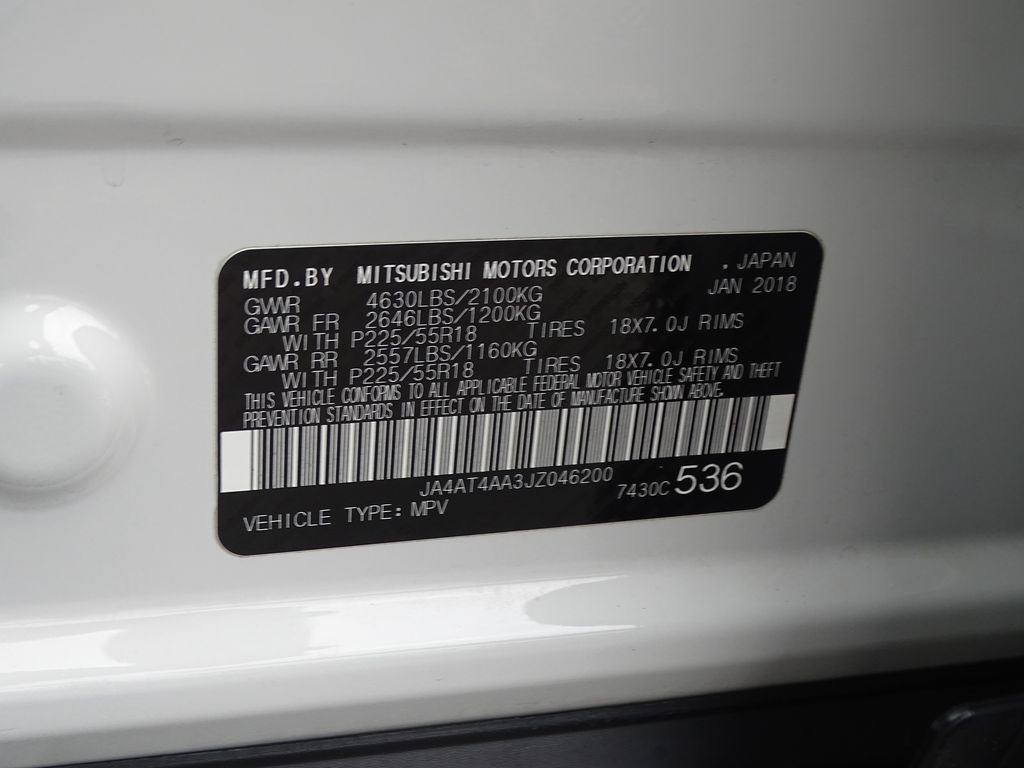 MFD.BY MITSUBISHI MOTORS CORPORATION , JAPAN
JAN 2018
GVWR 4630LBS/2100KG
GAWR FR 2646LBS/1200KG
WITH P225/55R18 TIRES 18X7.0J RIMS
GAWR RR 2557LBS/1160KG
WITH P225/55R18 TIRES 18X7.0J RIMS
THIS VEHICLE CONFORMS TO ALL APPLICABLE FEDERAL MOTOR VEHICLE SAFETY AND THEFT
PREVENTION STANDARDS IN EFFECT ON THE DATE OF MANUFACTURE SHOWN ABOVE.
JA4AT4AA3JZ046200
7430C 536
VEHICLE TYPE: MPV